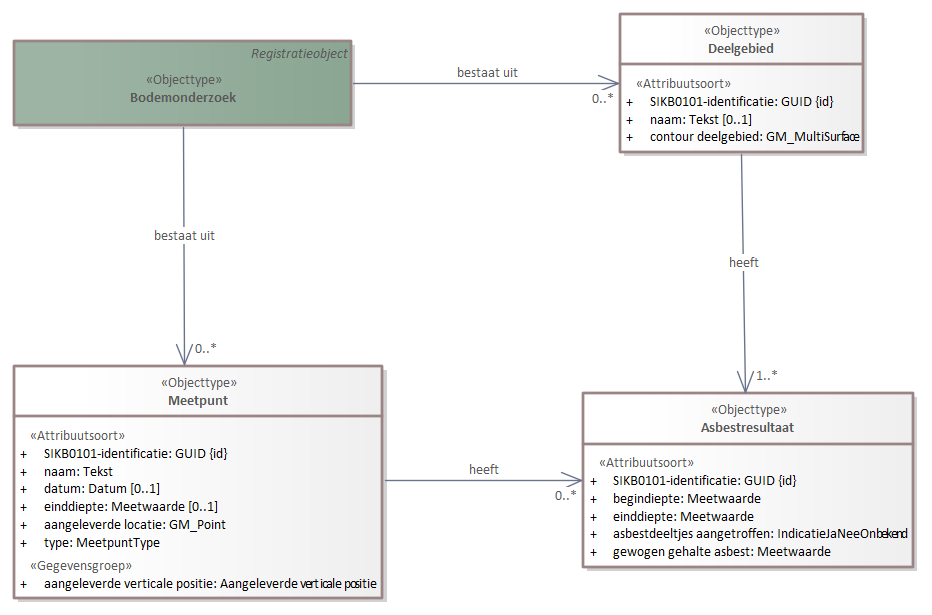 Registratieobject
«Objecttype»
Bodemonderzoek
bestaat uit
0..*
«Objecttype»
Deelgebied
«Attribuutsoort»
+ SIKB0101-identificatie: GUID {id}
+ naam: Tekst [0..1]
+ contour deelgebied: GM_MultiSurface
bestaat uit
0..*
heeft
1..*
«Objecttype»
Meetpunt
«Attribuutsoort»
+ SIKB0101-identificatie: GUID {id}
+ naam: Tekst
+ datum: Datum [0..1]
+ einddiepte: Meetwaarde [0..1]
+ aangeleverde locatie: GM_Point
+ type: MeetpuntType
«Gegevensgroep»
+ aangeleverde verticale positie: Aangeleverde verticale positie
heeft
0..*
«Objecttype»
Asbestresultaat
«Attribuutsoort»
+ SIKB0101-identificatie: GUID {id}
+ begindiepte: Meetwaarde
+ einddiepte: Meetwaarde
+ asbestdeeltjes aangetroffen: IndicatieJaNeeOnbekend
+ gewogen gehalte asbest: Meetwaarde